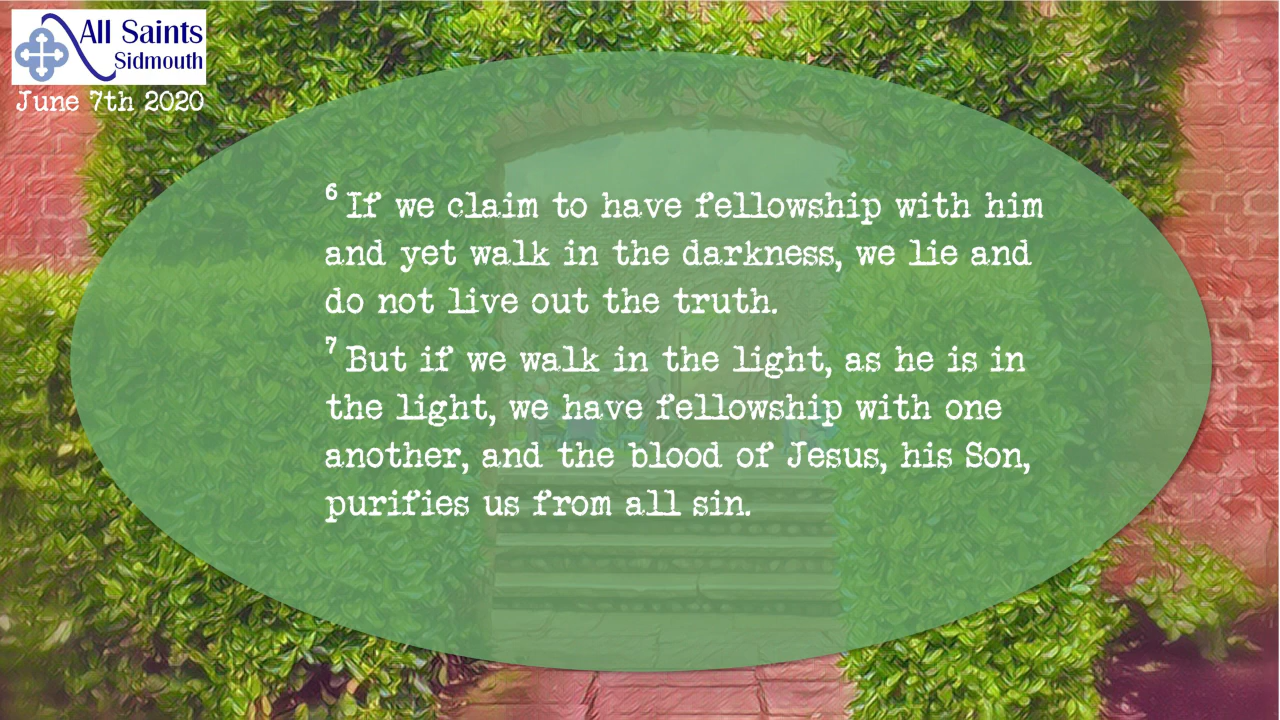 All Saints
Sidmouth
June 7th 2020
6 If we claim to have fellowship with him
and yet walk in the darkness, we lie and
do not live out the truth.
7 But if we walk in the light, as he is in
the light, we have fellowship with one
another, and the blood of Jesus, his Son,
purifies us from all sin.